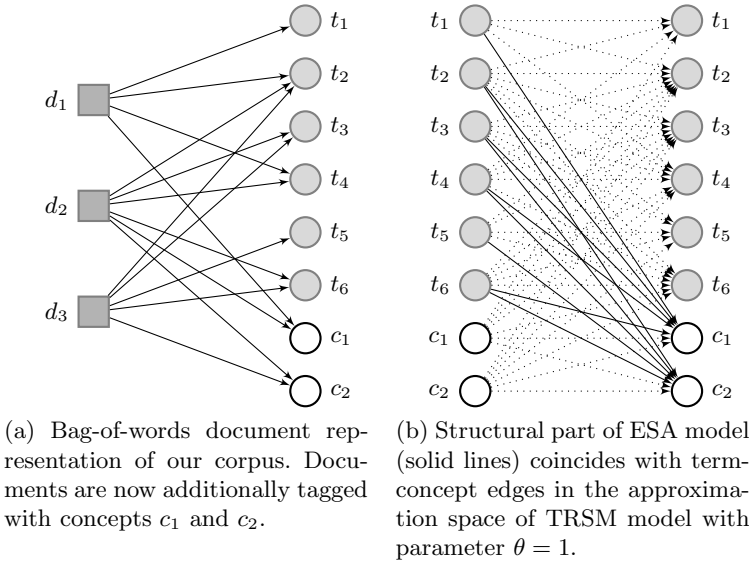 d₁
d₂
d₃
t₁
t₂
t₃
t₄
t₅
t₆
c₁
c₂
t₁
t₂
t₃
t₄
t₅
t₆
c₁
c₂
t₁
t₂
t₃
t₄
t₅
t₆
c₁
c₂
(a) Bag-of-words document rep-
resentation of our corpus. Docu-
ments are now additionally tagged
with concepts c₁ and c₂.
(b) Structural part of ESA model
(solid lines) coincides with term-
concept edges in the approxima-
tion space of TRSM model with
parameter θ = 1.